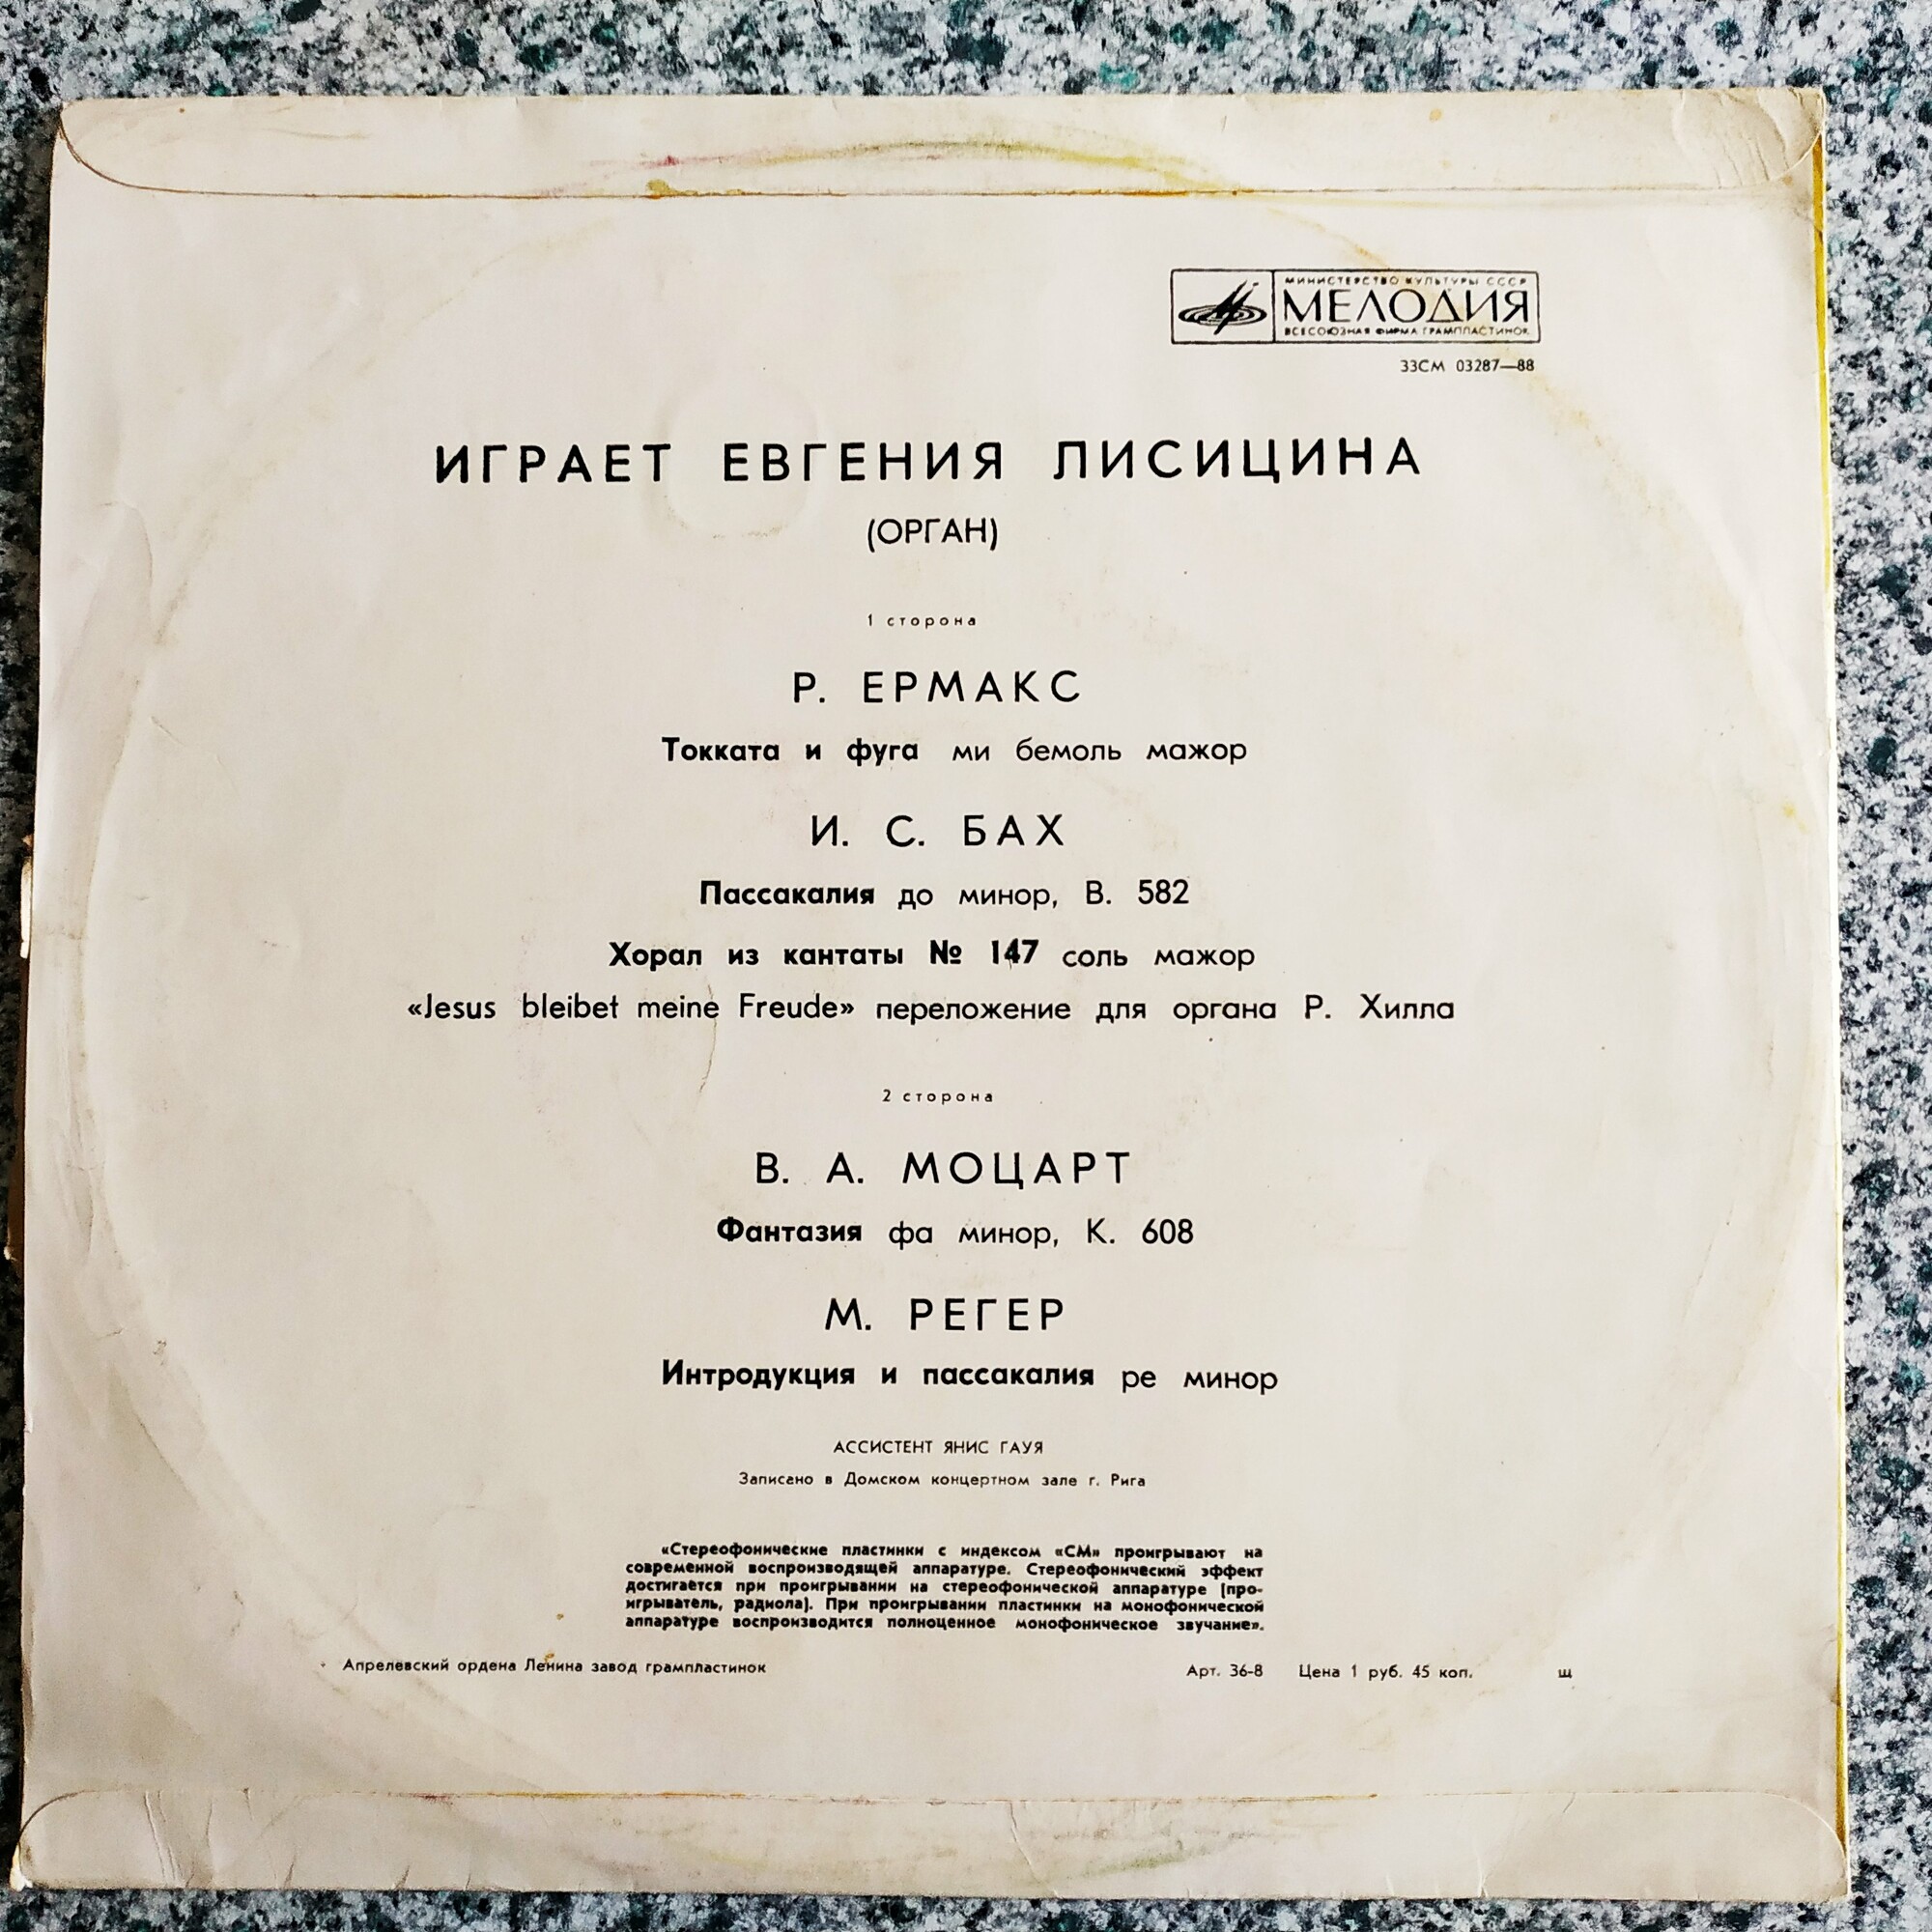 МИНИСТЕРСТВО КУЛЬТУРЫ СССР
МЕЛОДИЯ
ВСЕСОЮЗНАЯ ФИРМА ГРАМПЛАСТИНОК
33СМ 03287—88
ИГРАЕТ ЕВГЕНИЯ ЛИСИЦИНА
(ОРГАН)
1 сторона
Р. ЕРМАКС
Токката и фуга ми бемоль мажор
И. С. БАХ
Пассакалия до минор, В. 582
Хорал из кантаты № 147 соль мажор
«Jesus bleibet meine Freude» переложение для органа Р. Хилла
2 сторона
В. А. МОЦАРТ
Фантазия фа минор, К. 608
М. РЕГЕР
Интродукция и пассакалия ре минор
АССИСТЕНТ ЯНИС ГАУЯ
Записано в Домском концертном зале г. Рига
«Стереофонические пластинки с индексом «СМ» проигрывают на
современной воспроизводящей аппаратуре. Стереофонический эффект
достигается при проигрывании на стереофонической аппаратуре (про-
игрыватель, радиола). При проигрывании пластинки на монофонической
аппаратуре воспроизводится полноценное монофоническое звучание».
Апрелевский ордена Ленина завод грампластинок
Арт. 36-8 Цена 1 руб. 45 коп. щ